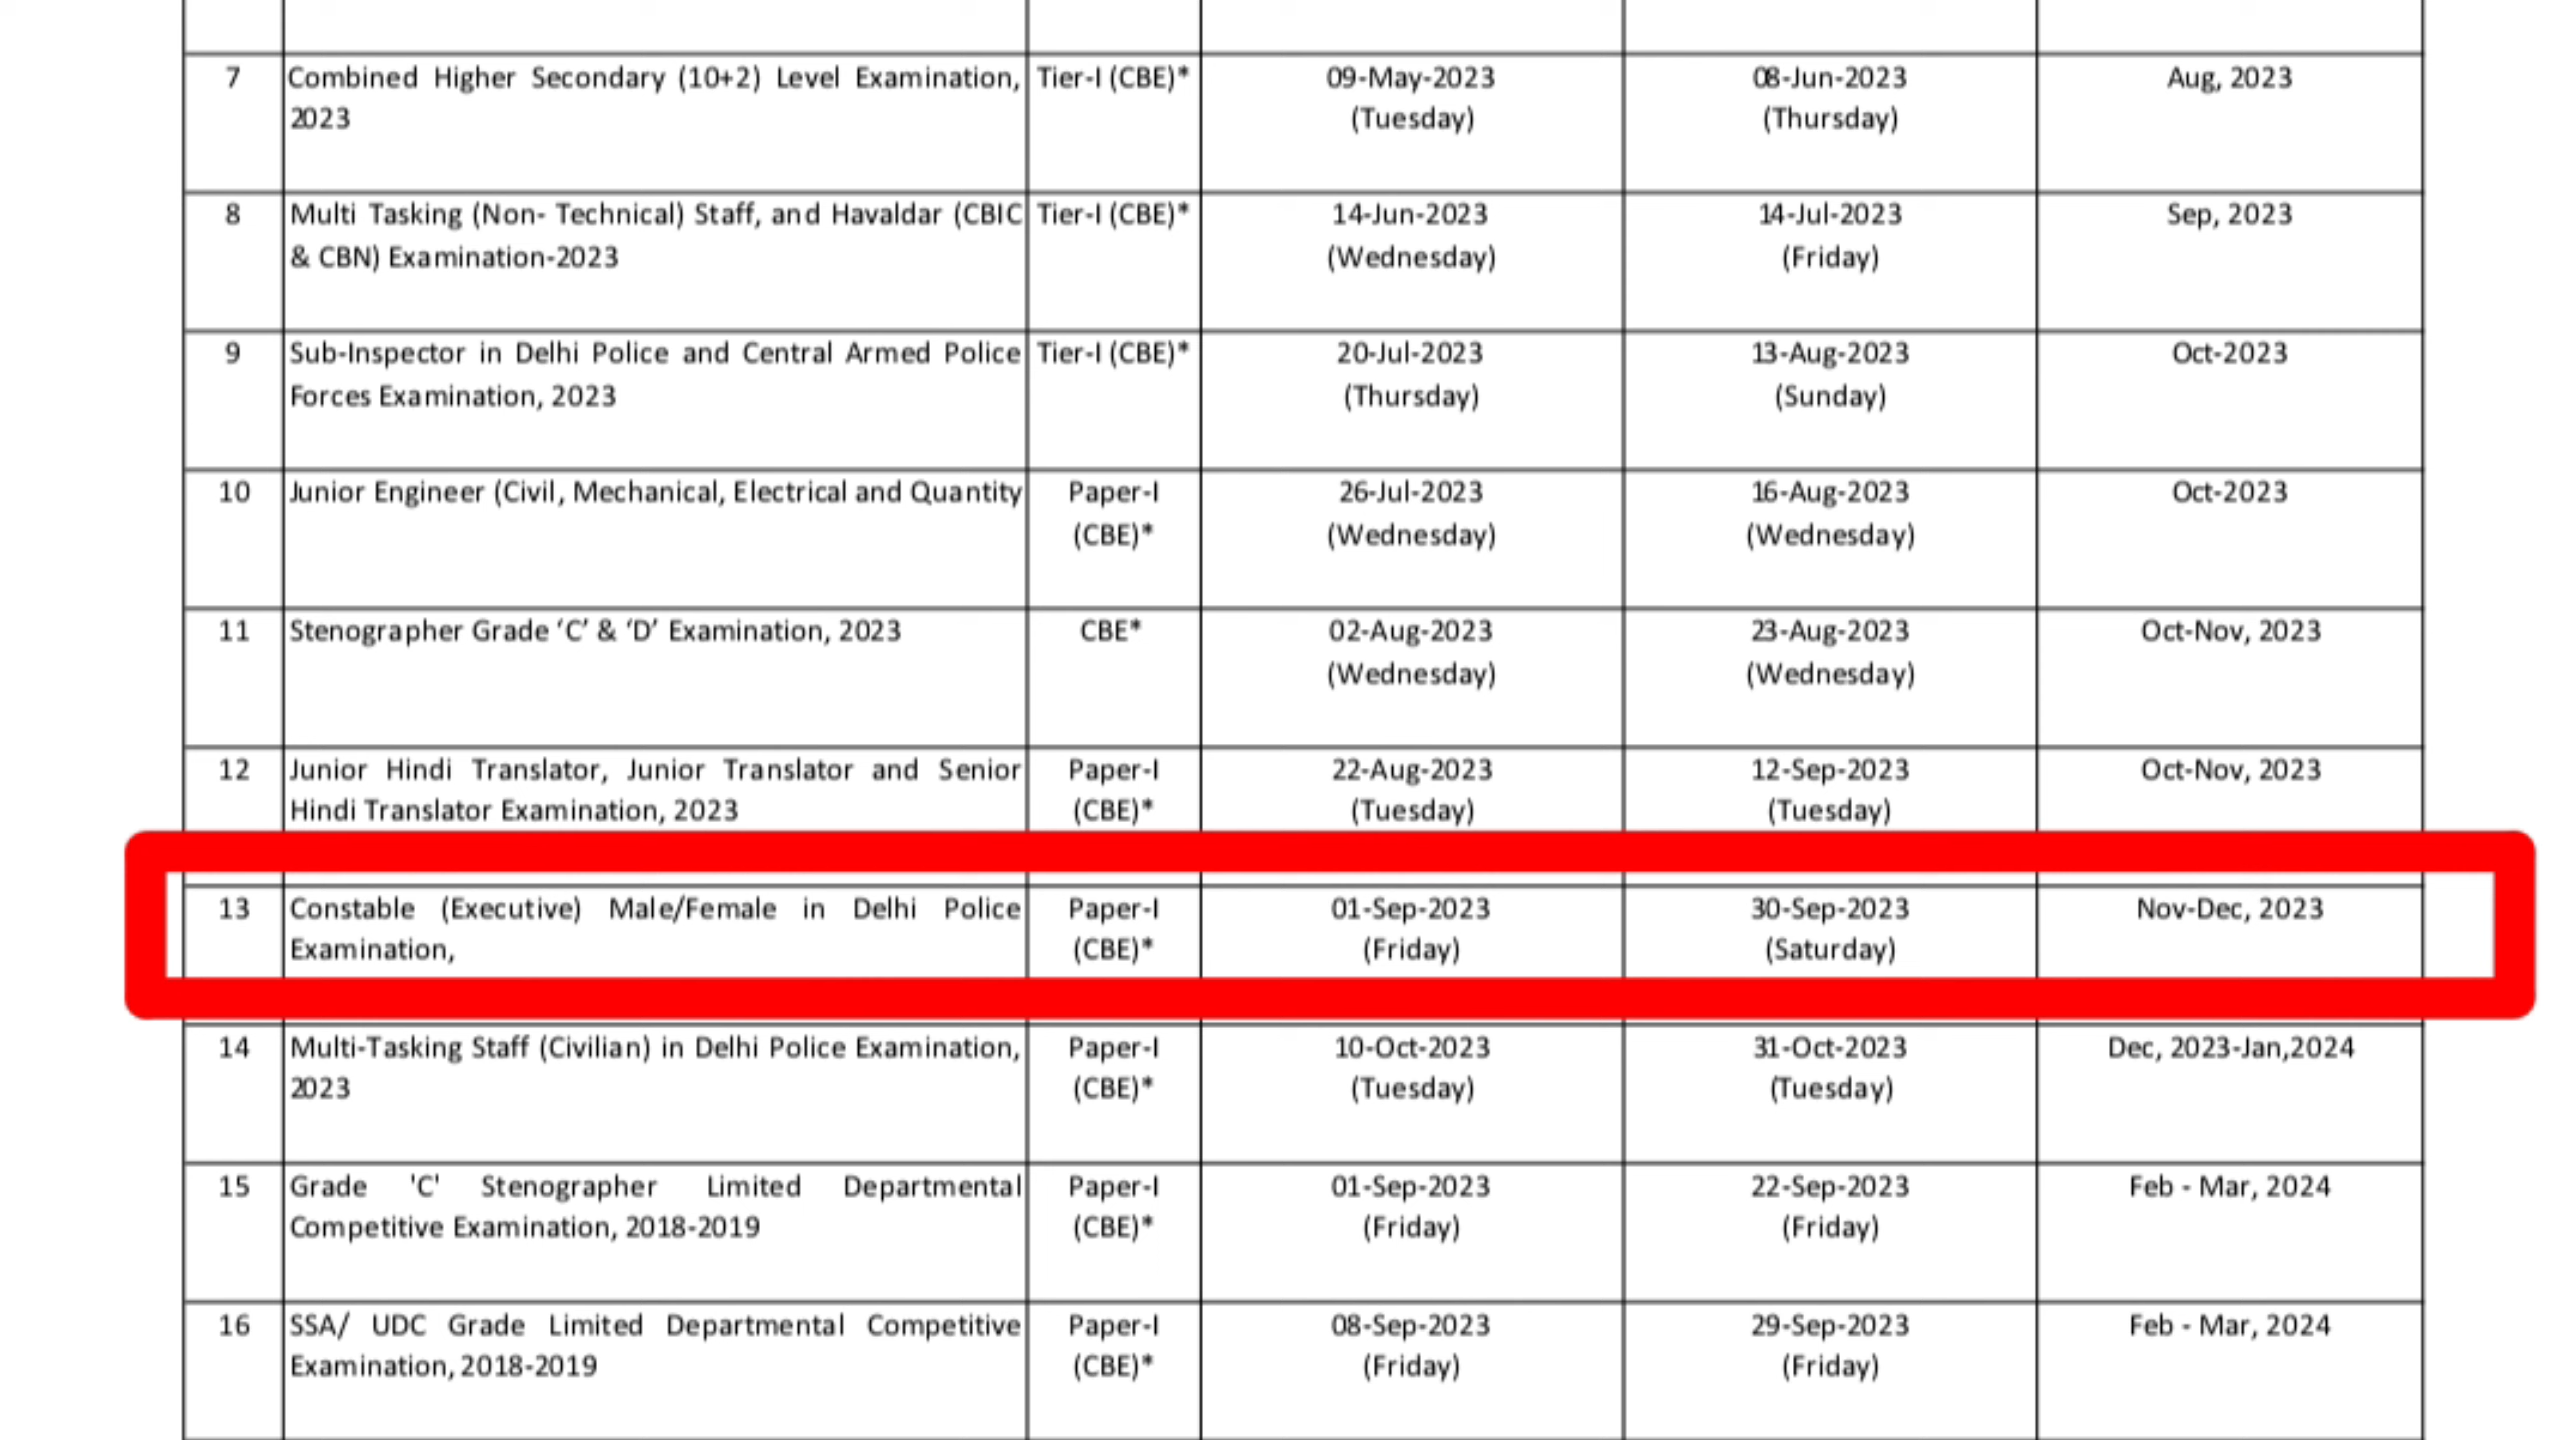 7 Combined Higher Secondary (10+2) Level Examination, Tier-I (CBE)* 09-May-2023 08-Jun-2023 Aug, 2023
2023 (Tuesday) (Thursday)
8 Multi Tasking (Non- Technical) Staff, and Havaldar (CBIC Tier-I (CBE)* 14-Jun-2023 14-Jul-2023 Sep, 2023
& CBN) Examination-2023 (Wednesday) (Friday)
9 Sub-Inspector in Delhi Police and Central Armed Police Tier-I (CBE)* 20-Jul-2023 13-Aug-2023 Oct-2023
Forces Examination, 2023 (Thursday) (Sunday)
10 Junior Engineer (Civil, Mechanical, Electrical and Quantity Paper-I 26-Jul-2023 16-Aug-2023 Oct-2023
(CBE)* (Wednesday) (Wednesday)
11 Stenographer Grade ‘C’ & ‘D’ Examination, 2023 CBE* 02-Aug-2023 23-Aug-2023 Oct-Nov, 2023
(Wednesday) (Wednesday)
12 Junior Hindi Translator, Junior Translator and Senior Paper-I 22-Aug-2023 12-Sep-2023 Oct-Nov, 2023
Hindi Translator Examination, 2023 (CBE)* (Tuesday) (Tuesday)
13 Constable (Executive) Male/Female in Delhi Police Paper-I 01-Sep-2023 30-Sep-2023 Nov-Dec, 2023
Examination, (CBE)* (Friday) (Saturday)
14 Multi-Tasking Staff (Civilian) in Delhi Police Examination, Paper-I 10-Oct-2023 31-Oct-2023 Dec, 2023-Jan,2024
2023 (CBE)* (Tuesday) (Tuesday)
15 Grade 'C' Stenographer Limited Departmental Paper-I 01-Sep-2023 22-Sep-2023 Feb - Mar, 2024
Competitive Examination, 2018-2019 (CBE)* (Friday) (Friday)
16 SSA/ UDC Grade Limited Departmental Competitive Paper-I 08-Sep-2023 29-Sep-2023 Feb - Mar, 2024
Examination, 2018-2019 (CBE)* (Friday) (Friday)